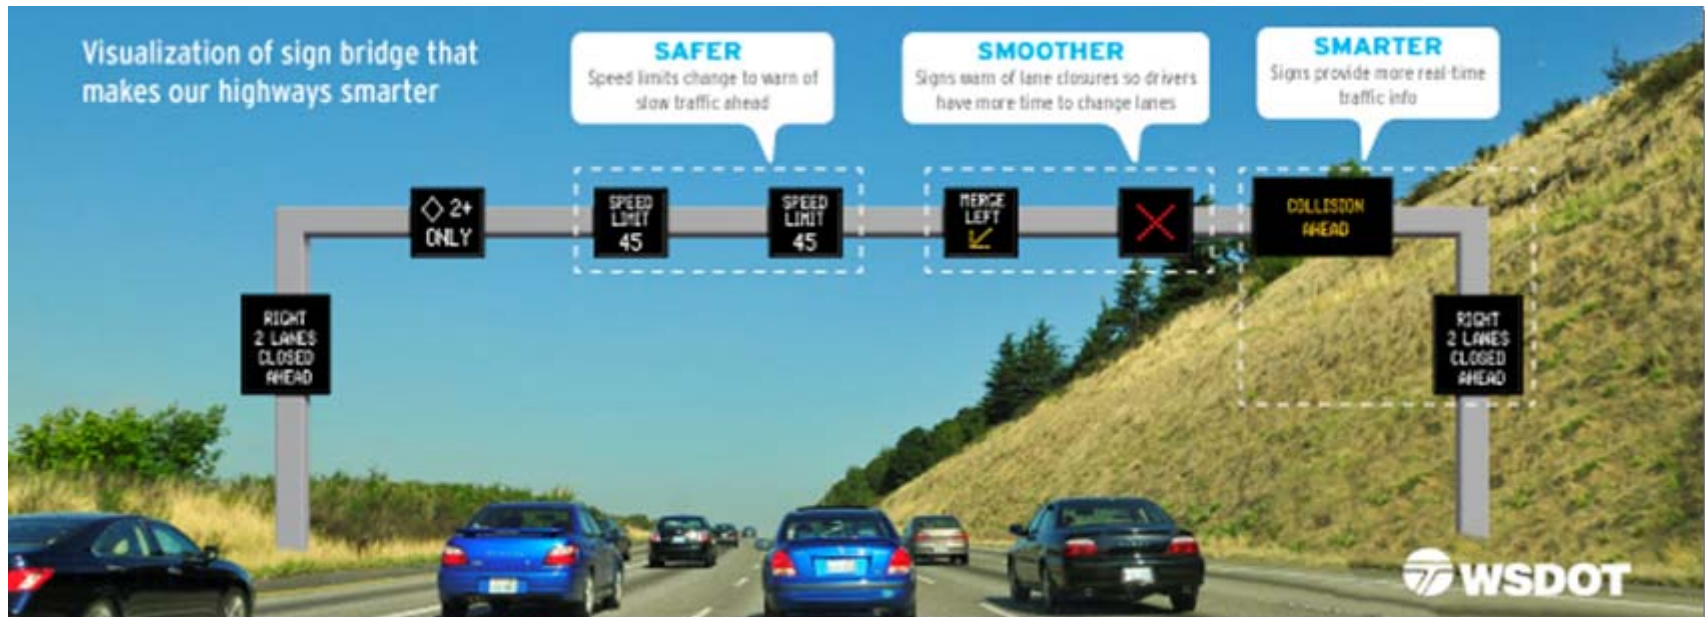 Visualization of sign bridge that
makes our highways smarter
SAFER
Speed limits change to warn of
slow traffic ahead
SMOOTHER
Signs warn of lane closures so drivers
have more time to change lanes
SMARTER
Signs provide more real-time
traffic info
◇ 2+
ONLY
SPEED
LIMIT
45
SPEED
LIMIT
45
MERGE
LEFT
COLLISION
AHEAD
RIGHT
2 LANES
CLOSED
AHEAD
RIGHT
2 LANES
CLOSED
AHEAD
WSDOT